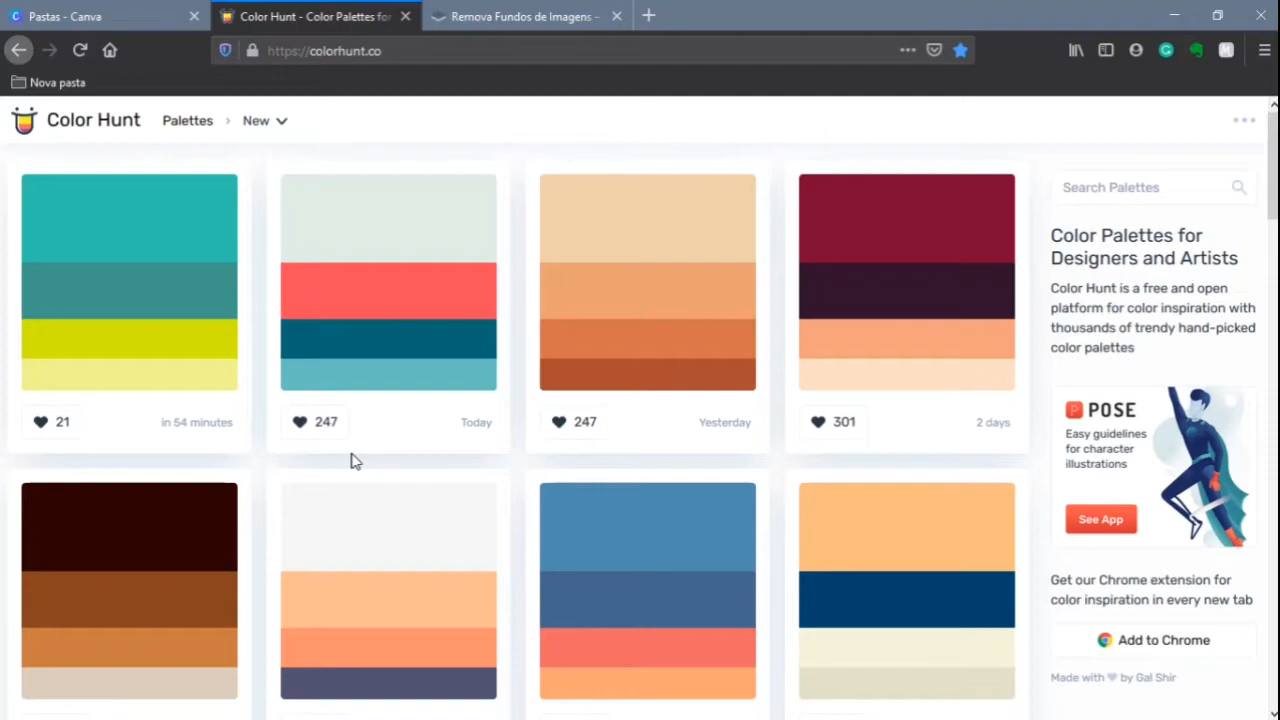 Pastas - Canva
Color Hunt - Color Palettes for
Remova Fundos de Imagens -
https://colorhunt.co
Nova pasta
Color Hunt
Palettes › New
Search Palettes
Color Palettes for
Designers and Artists
Color Hunt is a free and open
platform for color inspiration with
thousands of trendy hand-picked
color palettes
21 in 54 minutes
247 Today
247 Yesterday
301 2 days
P POSE
Easy guidelines
for character
illustrations
See App
Get our Chrome extension for
color inspiration in every new tab
Add to Chrome
Made with ♥ by Gal Shir